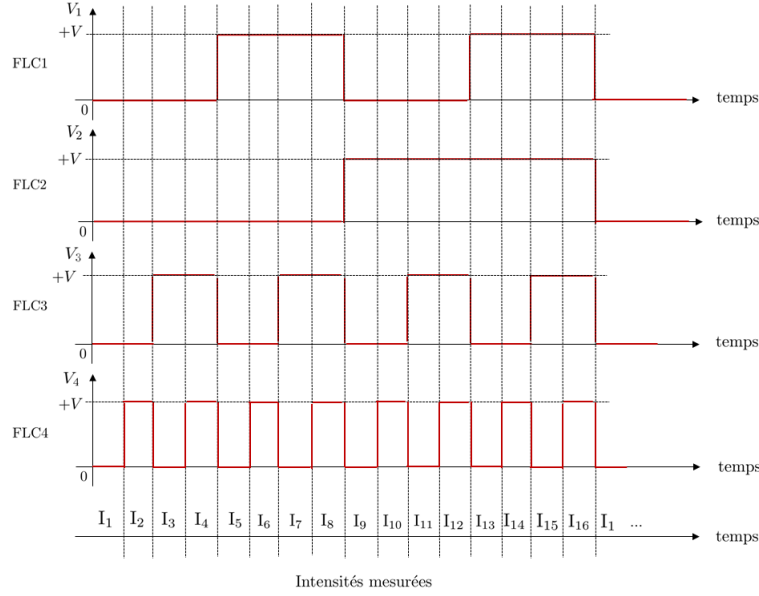 V₁
+V
FLC1
0
temps
V₂
+V
FLC2
0
temps
V₃
+V
FLC3
0
temps
V₄
+V
FLC4
0
temps
I₁ I₂ I₃ I₄ I₅ I₆ I₇ I₈ I₉ I₁₀ I₁₁ I₁₂ I₁₃ I₁₄ I₁₅ I₁₆ I₁ ...
temps
Intensités mesurées